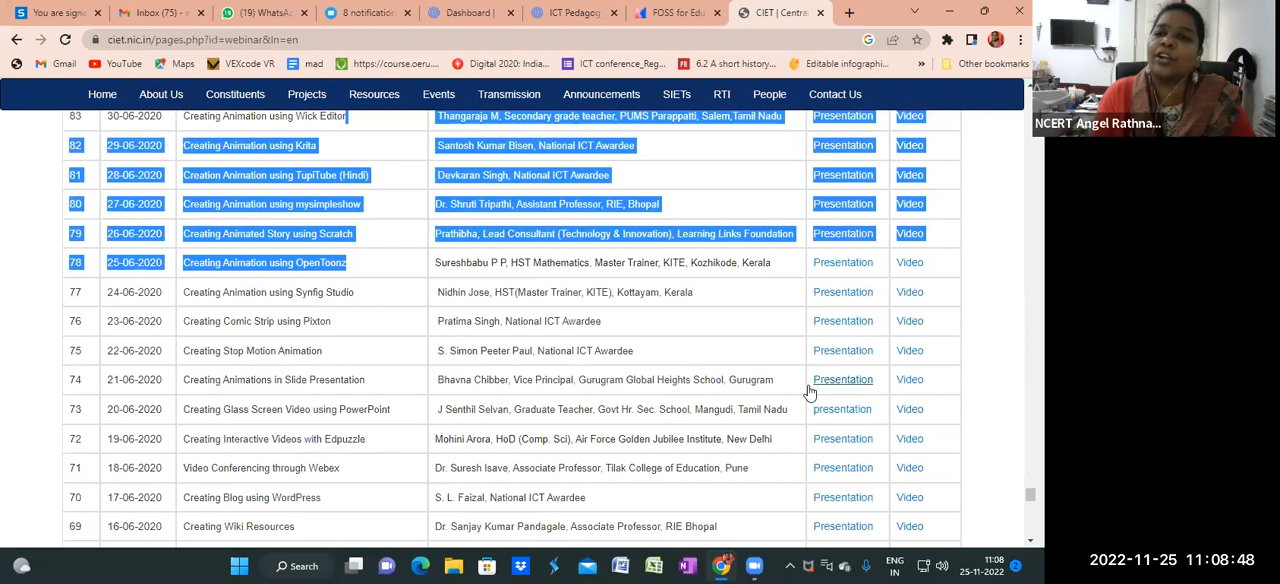 You are signe
Inbox (75) - a
(19) WhatsA
8 notification
Dashboard |
ICT Pedagog
FOSS for Edu
CIET | Centra
ciet.nic.in/pages.php?id=webinar&ln=en
Gmail
YouTube
Maps
VEXcode VR
mad
https://course.oeru....
Digital 2020: India...
ICT conference_Reg...
6.2 A short history...
Editable infographi...
»
Other bookmarks
Home About Us Constituents Projects Resources Events Transmission Announcements SIETs RTI People Contact Us
83 30-06-2020 Creating Animation using Wick Editor Thangaraja M, Secondary grade teacher, PUMS Parappatti, Salem,Tamil Nadu Presentation Video
82 29-06-2020 Creating Animation using Krita Santosh Kumar Bisen, National ICT Awardee Presentation Video
81 28-06-2020 Creation Animation using TupiTube (Hindi) Devkaran Singh, National ICT Awardee Presentation Video
80 27-06-2020 Creating Animation using mysimpleshow Dr. Shruti Tripathi, Assistant Professor, RIE, Bhopal Presentation Video
79 26-06-2020 Creating Animated Story using Scratch Prathibha, Lead Consultant (Technology & Innovation), Learning Links Foundation Presentation Video
78 25-06-2020 Creating Animation using OpenToonz Sureshbabu P P, HST Mathematics, Master Trainer, KITE, Kozhikode, Kerala Presentation Video
77 24-06-2020 Creating Animation using Synfig Studio Nidhin Jose, HST(Master Trainer, KITE), Kottayam, Kerala Presentation Video
76 23-06-2020 Creating Comic Strip using Pixton Pratima Singh, National ICT Awardee Presentation Video
75 22-06-2020 Creating Stop Motion Animation S. Simon Peeter Paul, National ICT Awardee Presentation Video
74 21-06-2020 Creating Animations in Slide Presentation Bhavna Chibber, Vice Principal, Gurugram Global Heights School, Gurugram Presentation Video
73 20-06-2020 Creating Glass Screen Video using PowerPoint J Senthil Selvan, Graduate Teacher, Govt Hr. Sec. School, Mangudi, Tamil Nadu presentation Video
72 19-06-2020 Creating Interactive Videos with Edpuzzle Mohini Arora, HoD (Comp. Sci), Air Force Golden Jubilee Institute, New Delhi Presentation Video
71 18-06-2020 Video Conferencing through Webex Dr. Suresh Isave, Associate Professor, Tilak College of Education, Pune Presentation Video
70 17-06-2020 Creating Blog using WordPress S. L. Faizal, National ICT Awardee Presentation Video
69 16-06-2020 Creating Wiki Resources Dr. Sanjay Kumar Pandagale, Associate Professor, RIE Bhopal Presentation Video
NCERT Angel Rathna...
Search
ENG
IN
11:08
25-11-2022
2022-11-25 11:08:48